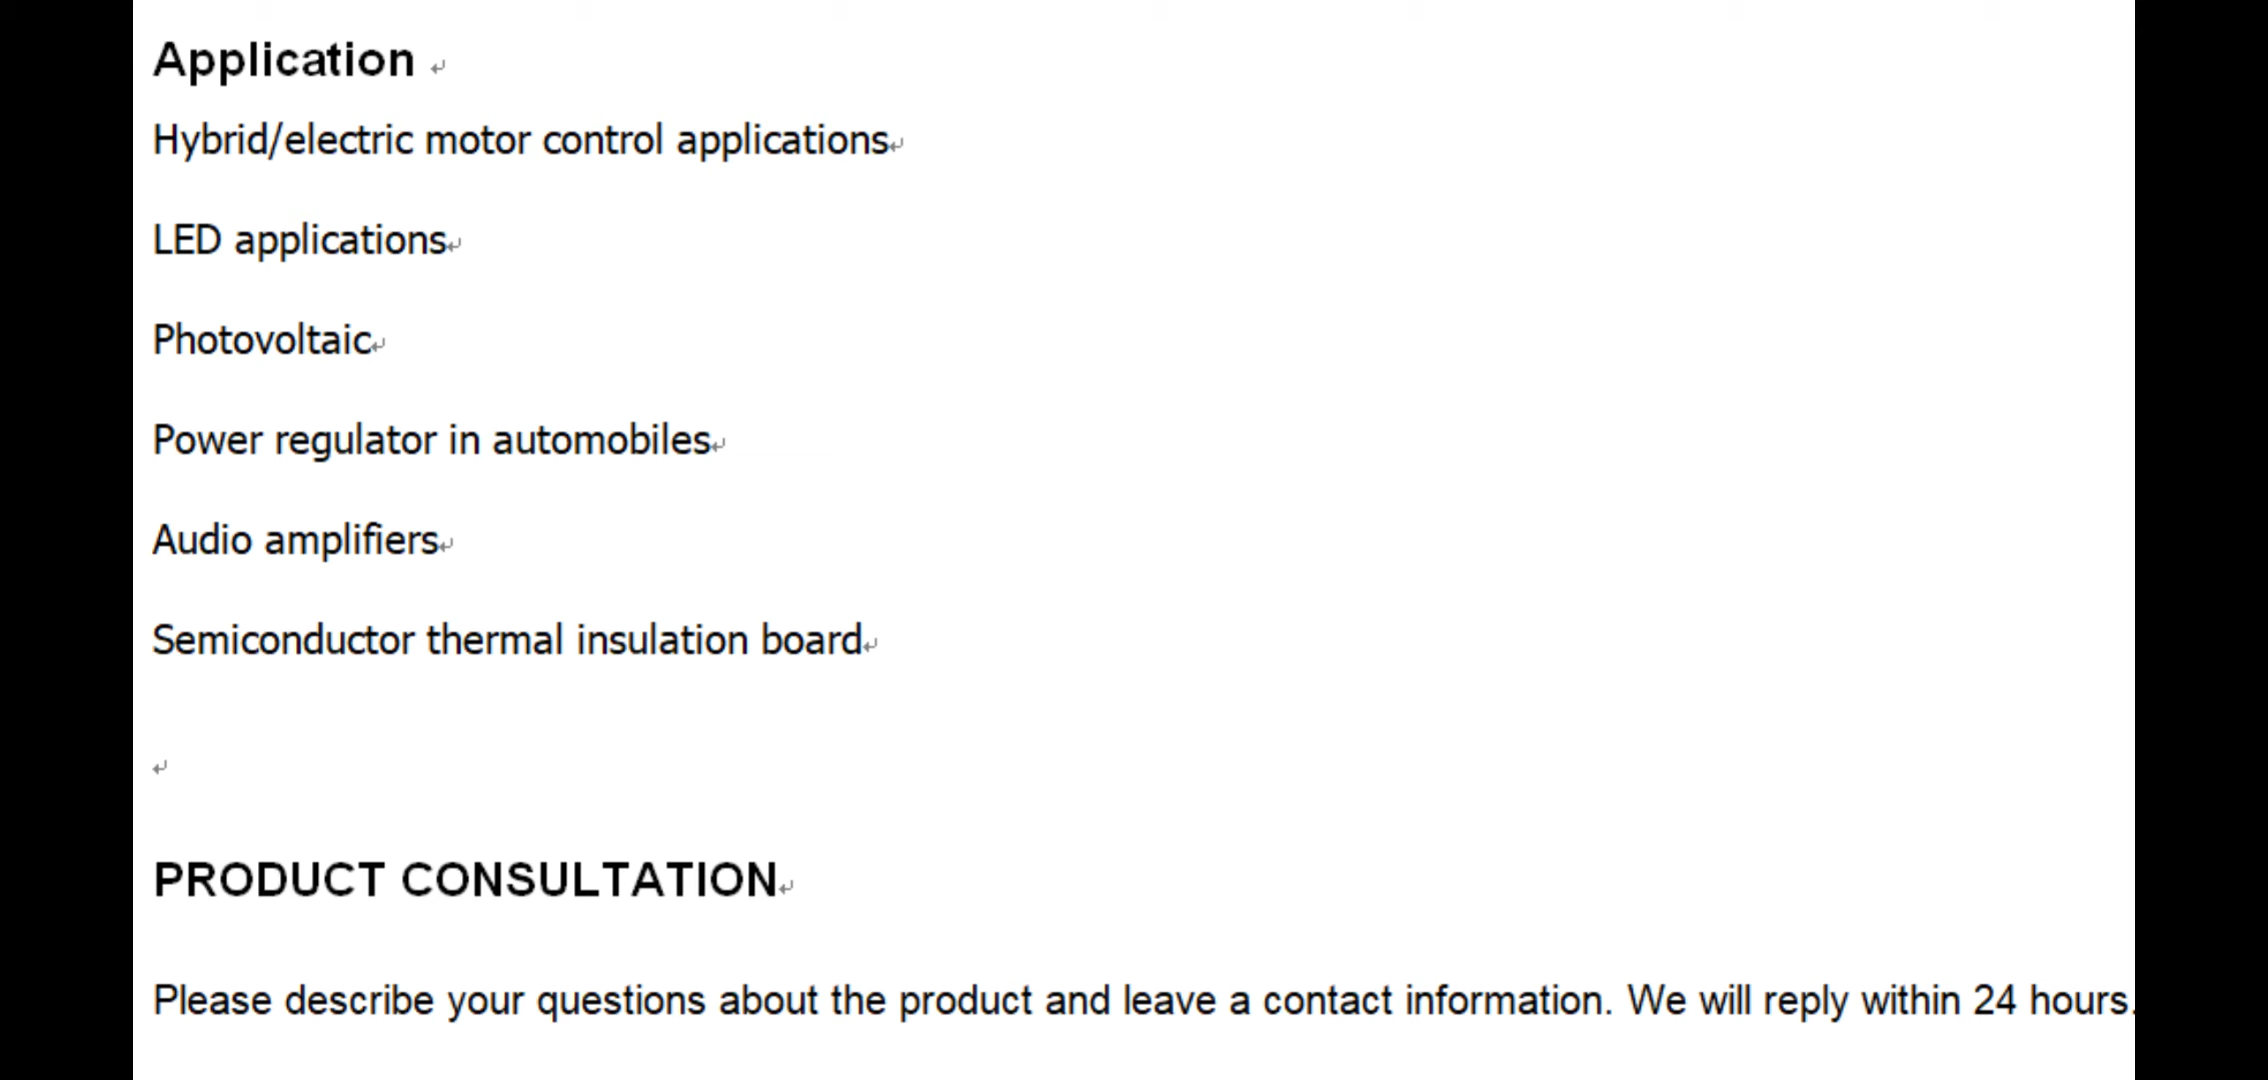 Application
Hybrid/electric motor control applications
LED applications
Photovoltaic
Power regulator in automobiles
Audio amplifiers
Semiconductor thermal insulation board
PRODUCT CONSULTATION
Please describe your questions about the product and leave a contact information. We will reply within 24 hours.